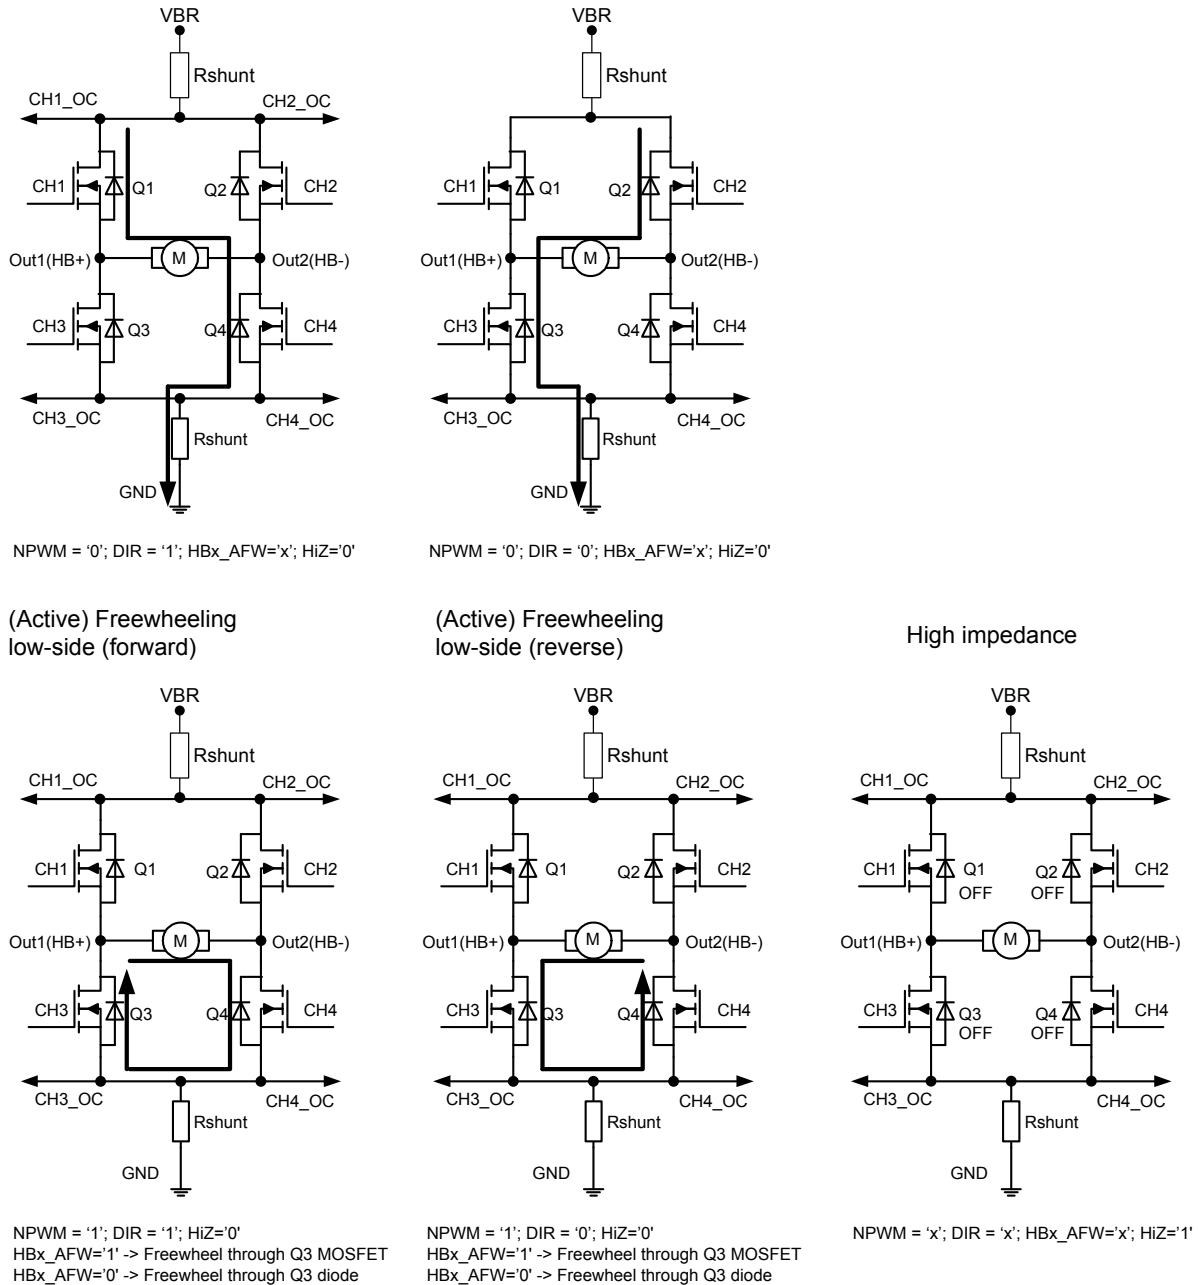 VBR
Rshunt
CH1_OC
CH2_OC
CH1
Q1
Q2
CH2
Out1(HB+)
M
Out2(HB-)
CH3
Q3
Q4
CH4
CH3_OC
CH4_OC
Rshunt
GND
NPWM = ‘0’; DIR = ‘1’; HBx_AFW=’x’; HiZ=’0'
VBR
Rshunt
CH1
Q1
Q2
CH2
Out1(HB+)
M
Out2(HB-)
CH3
Q3
Q4
CH4
CH3_OC
CH4_OC
Rshunt
GND
NPWM = ‘0’; DIR = ‘0’; HBx_AFW=’x’; HiZ=’0'
(Active) Freewheeling
low-side (forward)
VBR
Rshunt
CH1_OC
CH2_OC
CH1
Q1
Q2
CH2
Out1(HB+)
M
Out2(HB-)
CH3
Q3
Q4
CH4
CH3_OC
CH4_OC
Rshunt
GND
NPWM = ‘1’; DIR = ‘1’; HiZ=’0'
HBx_AFW=’1' -> Freewheel through Q3 MOSFET
HBx_AFW=’0' -> Freewheel through Q3 diode
(Active) Freewheeling
low-side (reverse)
VBR
Rshunt
CH1_OC
CH2_OC
CH1
Q1
Q2
CH2
Out1(HB+)
M
Out2(HB-)
CH3
Q3
Q4
CH4
CH3_OC
CH4_OC
Rshunt
GND
NPWM = ‘1’; DIR = ‘0’; HiZ=’0'
HBx_AFW=’1' -> Freewheel through Q3 MOSFET
HBx_AFW=’0' -> Freewheel through Q3 diode
High impedance
VBR
Rshunt
CH1_OC
CH2_OC
CH1
Q1
OFF
Q2
OFF
CH2
Out1(HB+)
M
Out2(HB-)
CH3
Q3
OFF
Q4
OFF
CH4
CH3_OC
CH4_OC
Rshunt
GND
NPWM = ‘x’; DIR = ‘x’; HBx_AFW=’x’; HiZ=’1'